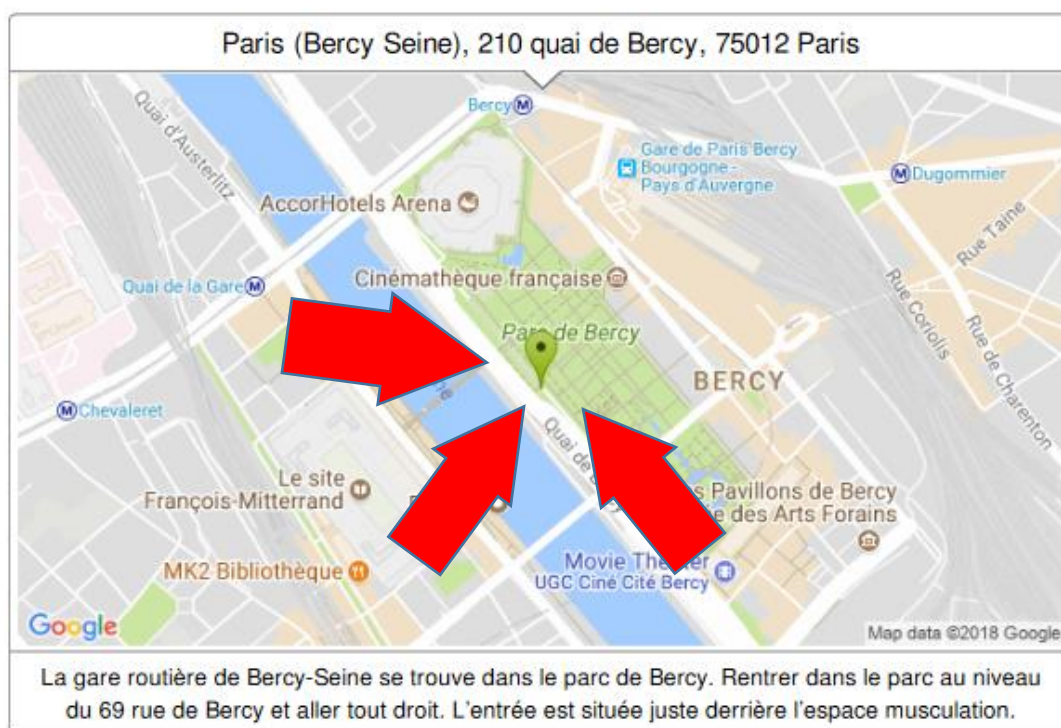 Paris (Bercy Seine), 210 quai de Bercy, 75012 Paris
Quai d'Austerlitz
Bercy M
Gare de Paris Bercy
Bourgogne -
Pays d'Auvergne
M Dugommier
AccorHotels Arena
Rue Taine
Cinémathèque française
Quai de la Gare M
Rue Coriolis
Parc de Bercy
Rue de Charenton
BERCY
M Chevaleret
Quai de
Le site
François-Mitterrand
Pavillons de Bercy
des Arts Forains
Movie
UGC Ciné Cité Bercy
MK2 Bibliothèque
Google
Map data ©2018 Google
La gare routière de Bercy-Seine se trouve dans le parc de Bercy. Rentrer dans le parc au niveau
du 69 rue de Bercy et aller tout droit. L'entrée est située juste derrière l'espace musculation.